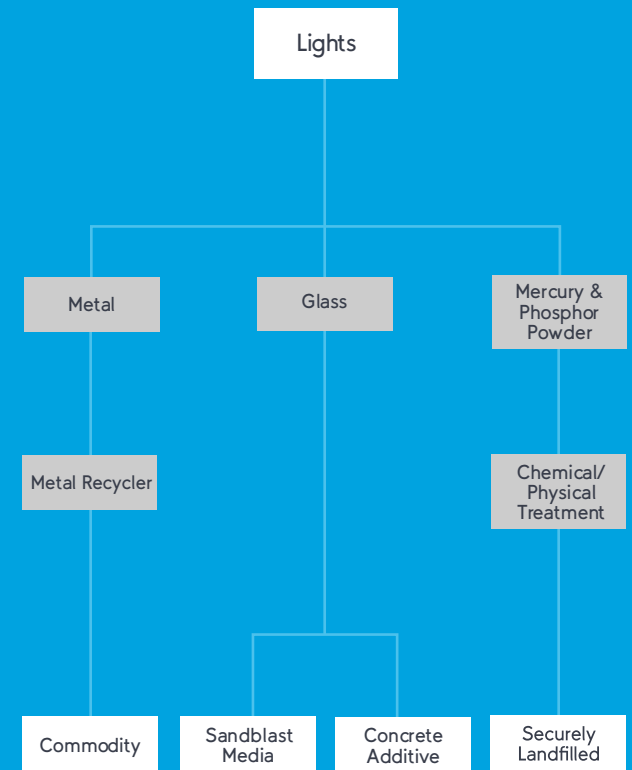 Lights
Metal
Glass
Mercury &
Phosphor
Powder
Metal Recycler
Chemical/
Physical
Treatment
Commodity
Sandblast
Media
Concrete
Additive
Securely
Landfilled